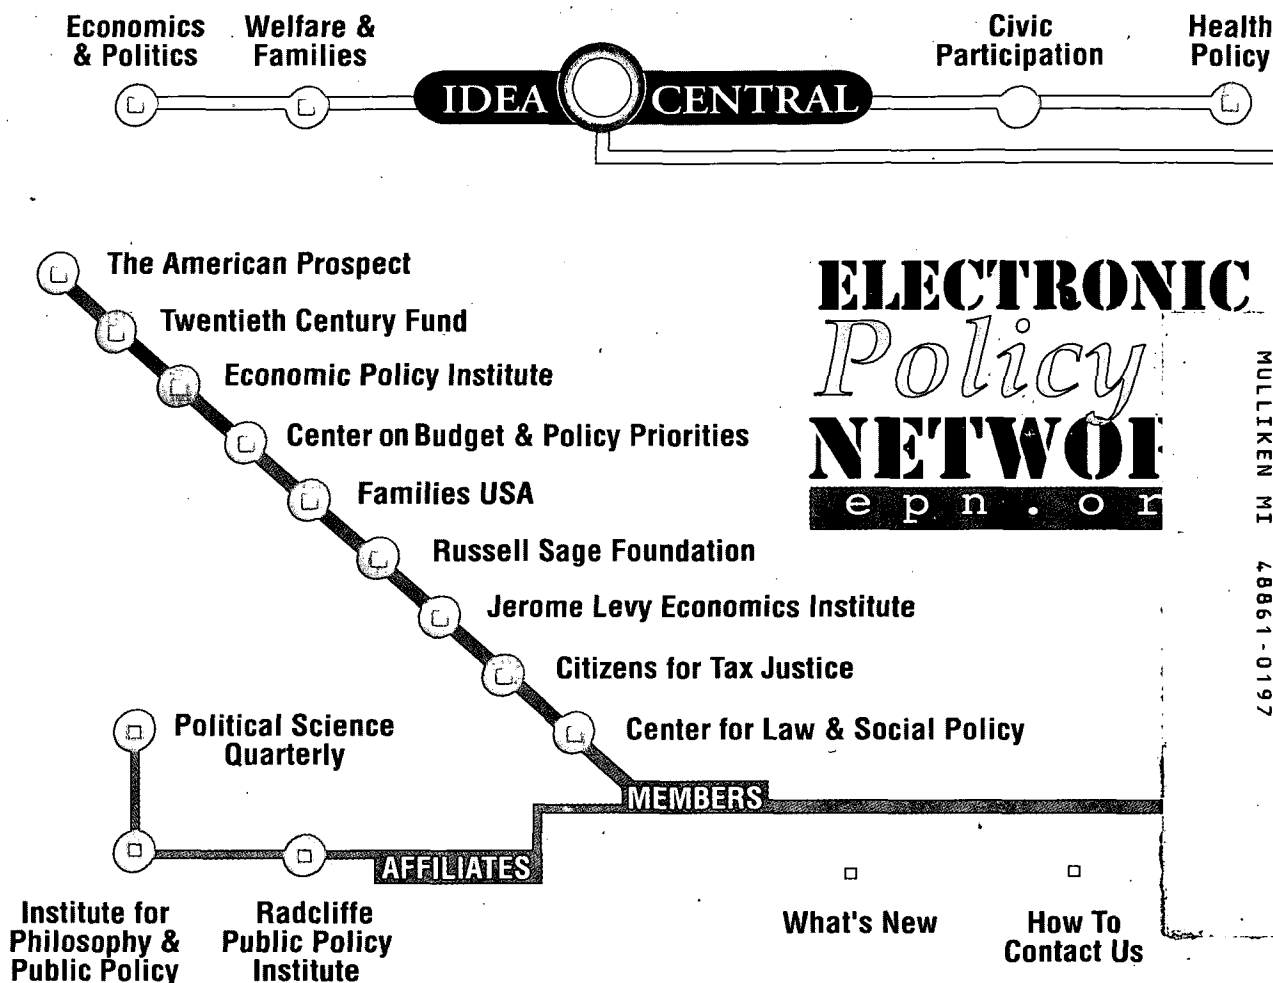 Economics
& Politics
Welfare &
Families
IDEA CENTRAL
Civic
Participation
Health
Policy
The American Prospect
Twentieth Century Fund
Economic Policy Institute
Center on Budget & Policy Priorities
Families USA
Russell Sage Foundation
Jerome Levy Economics Institute
Citizens for Tax Justice
Center for Law & Social Policy
ELECTRONIC
Policy
NETWOR
epn.or
MULLIKEN MI 48861-0197
Political Science
Quarterly
MEMBERS
AFFILIATES
Institute for
Philosophy &
Public Policy
Radcliffe
Public Policy
Institute
What's New
How To
Contact Us